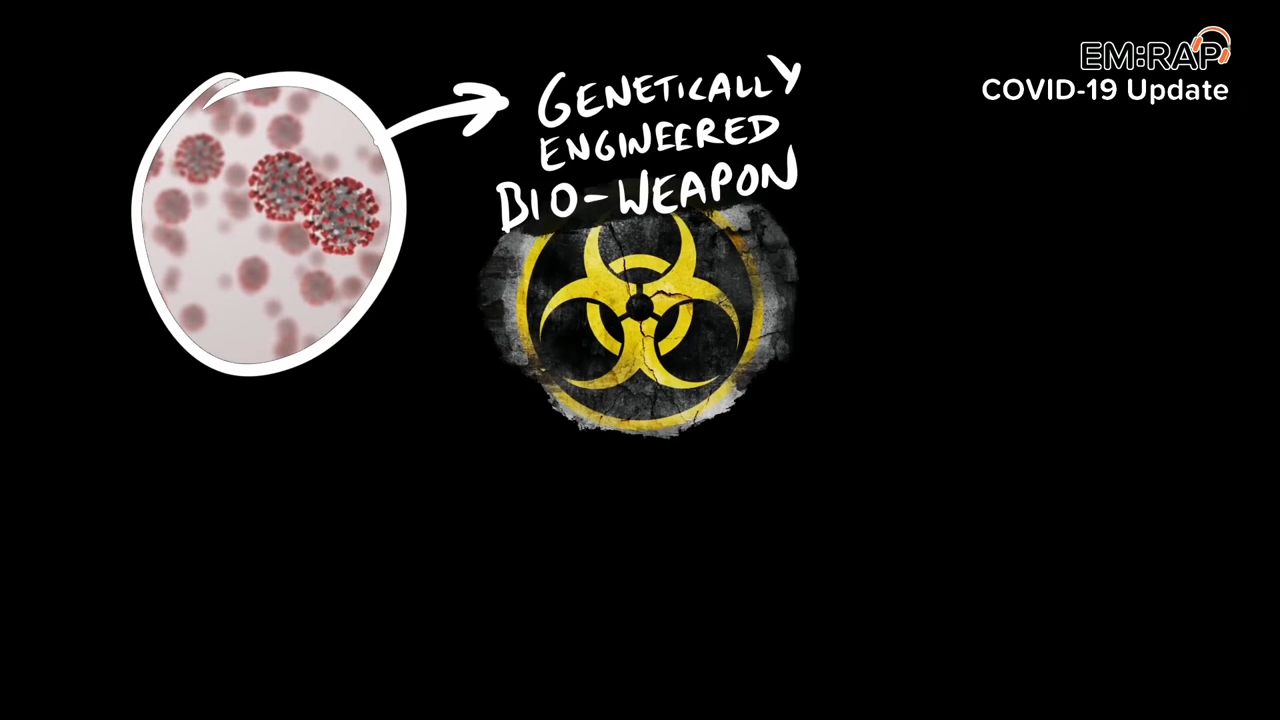 GENETICALLY
ENGINEERED
BIO-WEAPON
EM:RAP
COVID-19 Update